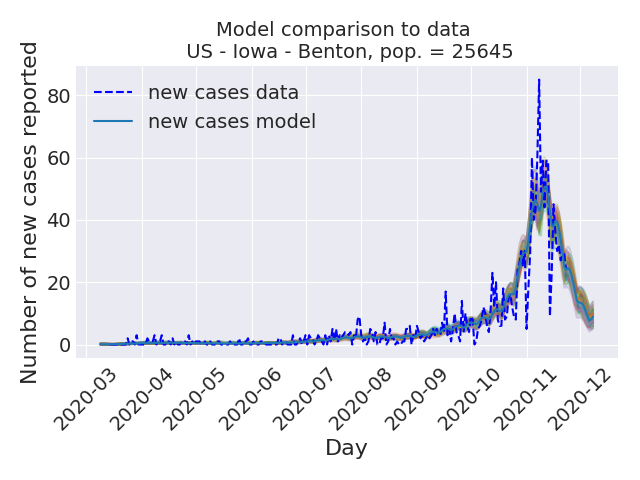 Model comparison to data
US - Iowa - Benton, pop. = 25645
new cases data
new cases model
Number of new cases reported
80
60
40
20
0
2020-03
2020-04
2020-05
2020-06
2020-07
2020-08
2020-09
2020-10
2020-11
2020-12
Day